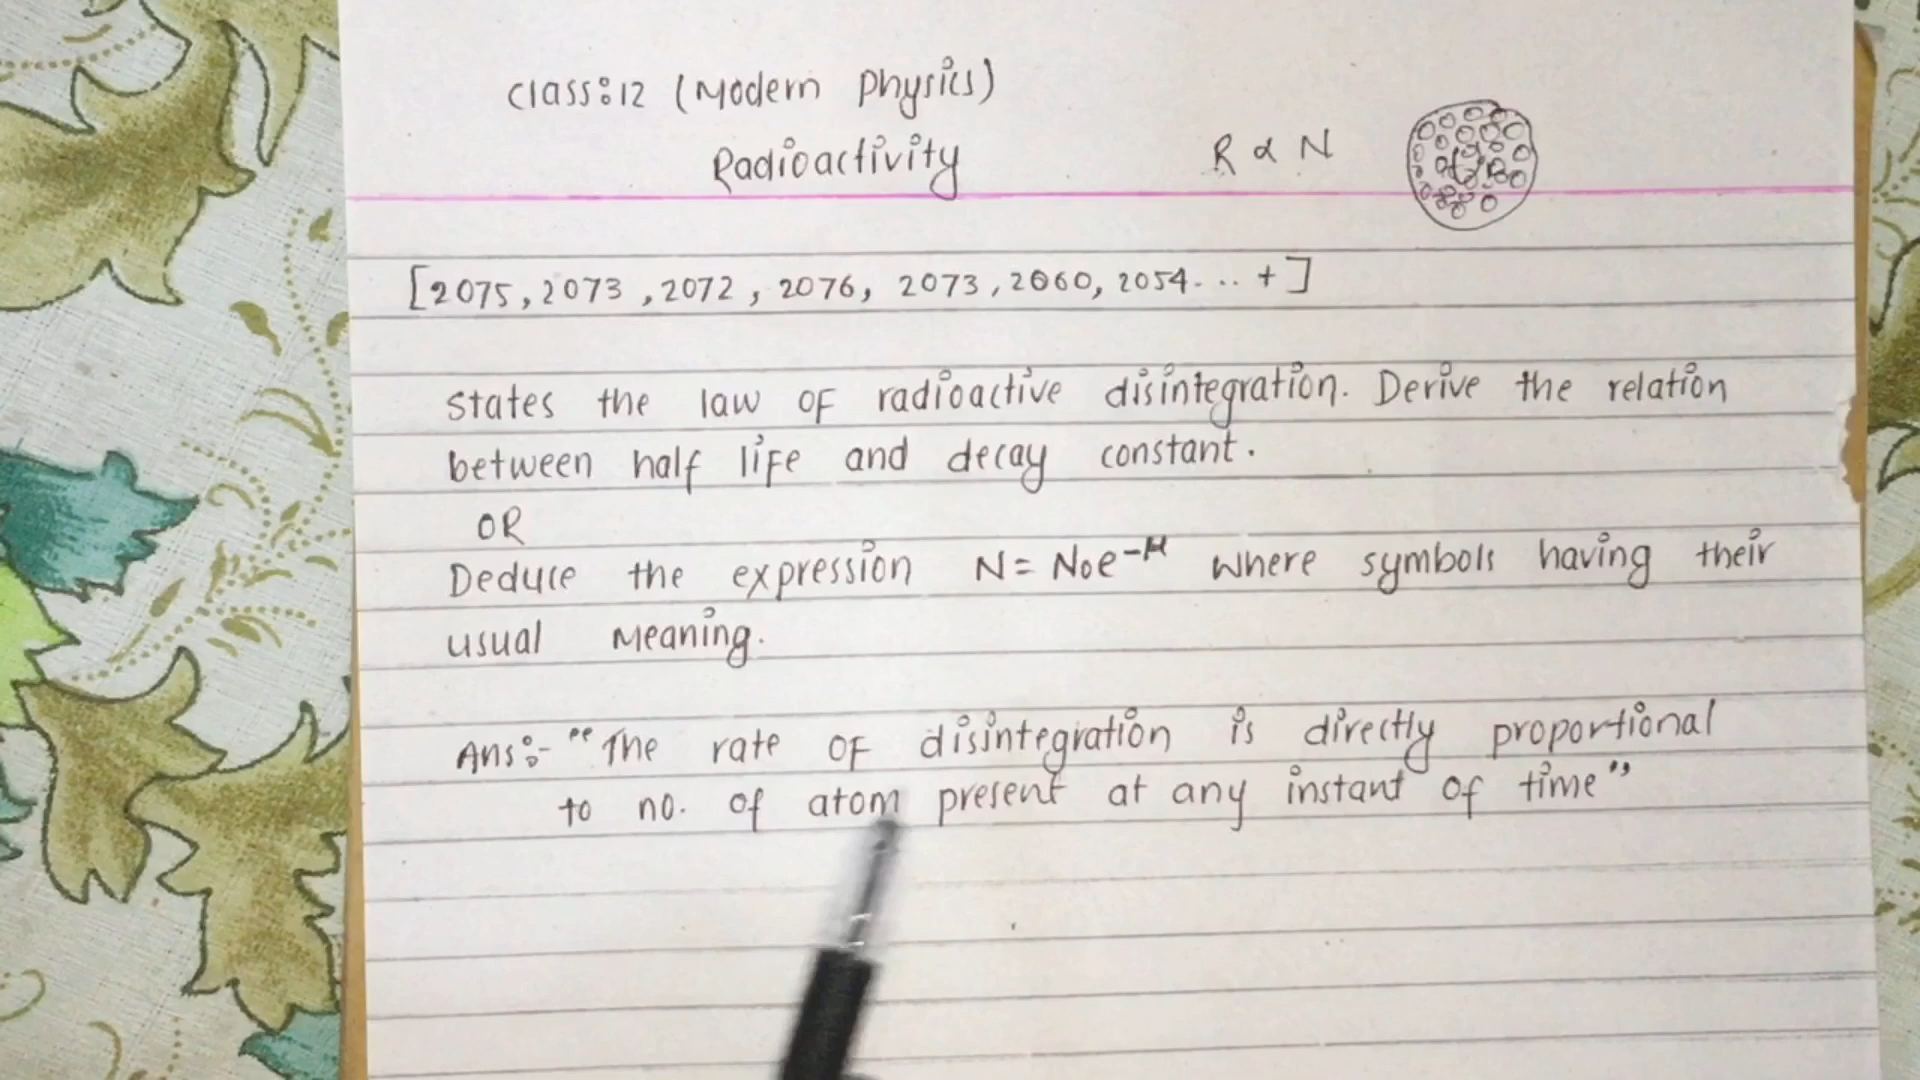 class:12 (Modern physics)
Radioactivity
R α N
[2075, 2073, 2072, 2076, 2073, 2060, 2054. .. + ]
states the law of radioactive disintegration. Derive the relation
between half life and decay constant.
OR
Deduce the expression N = N₀e⁻ where symbols having their
usual meaning.
Ans:- "The rate of disintegration is directly proportional
to no. of atom present at any instant of time"